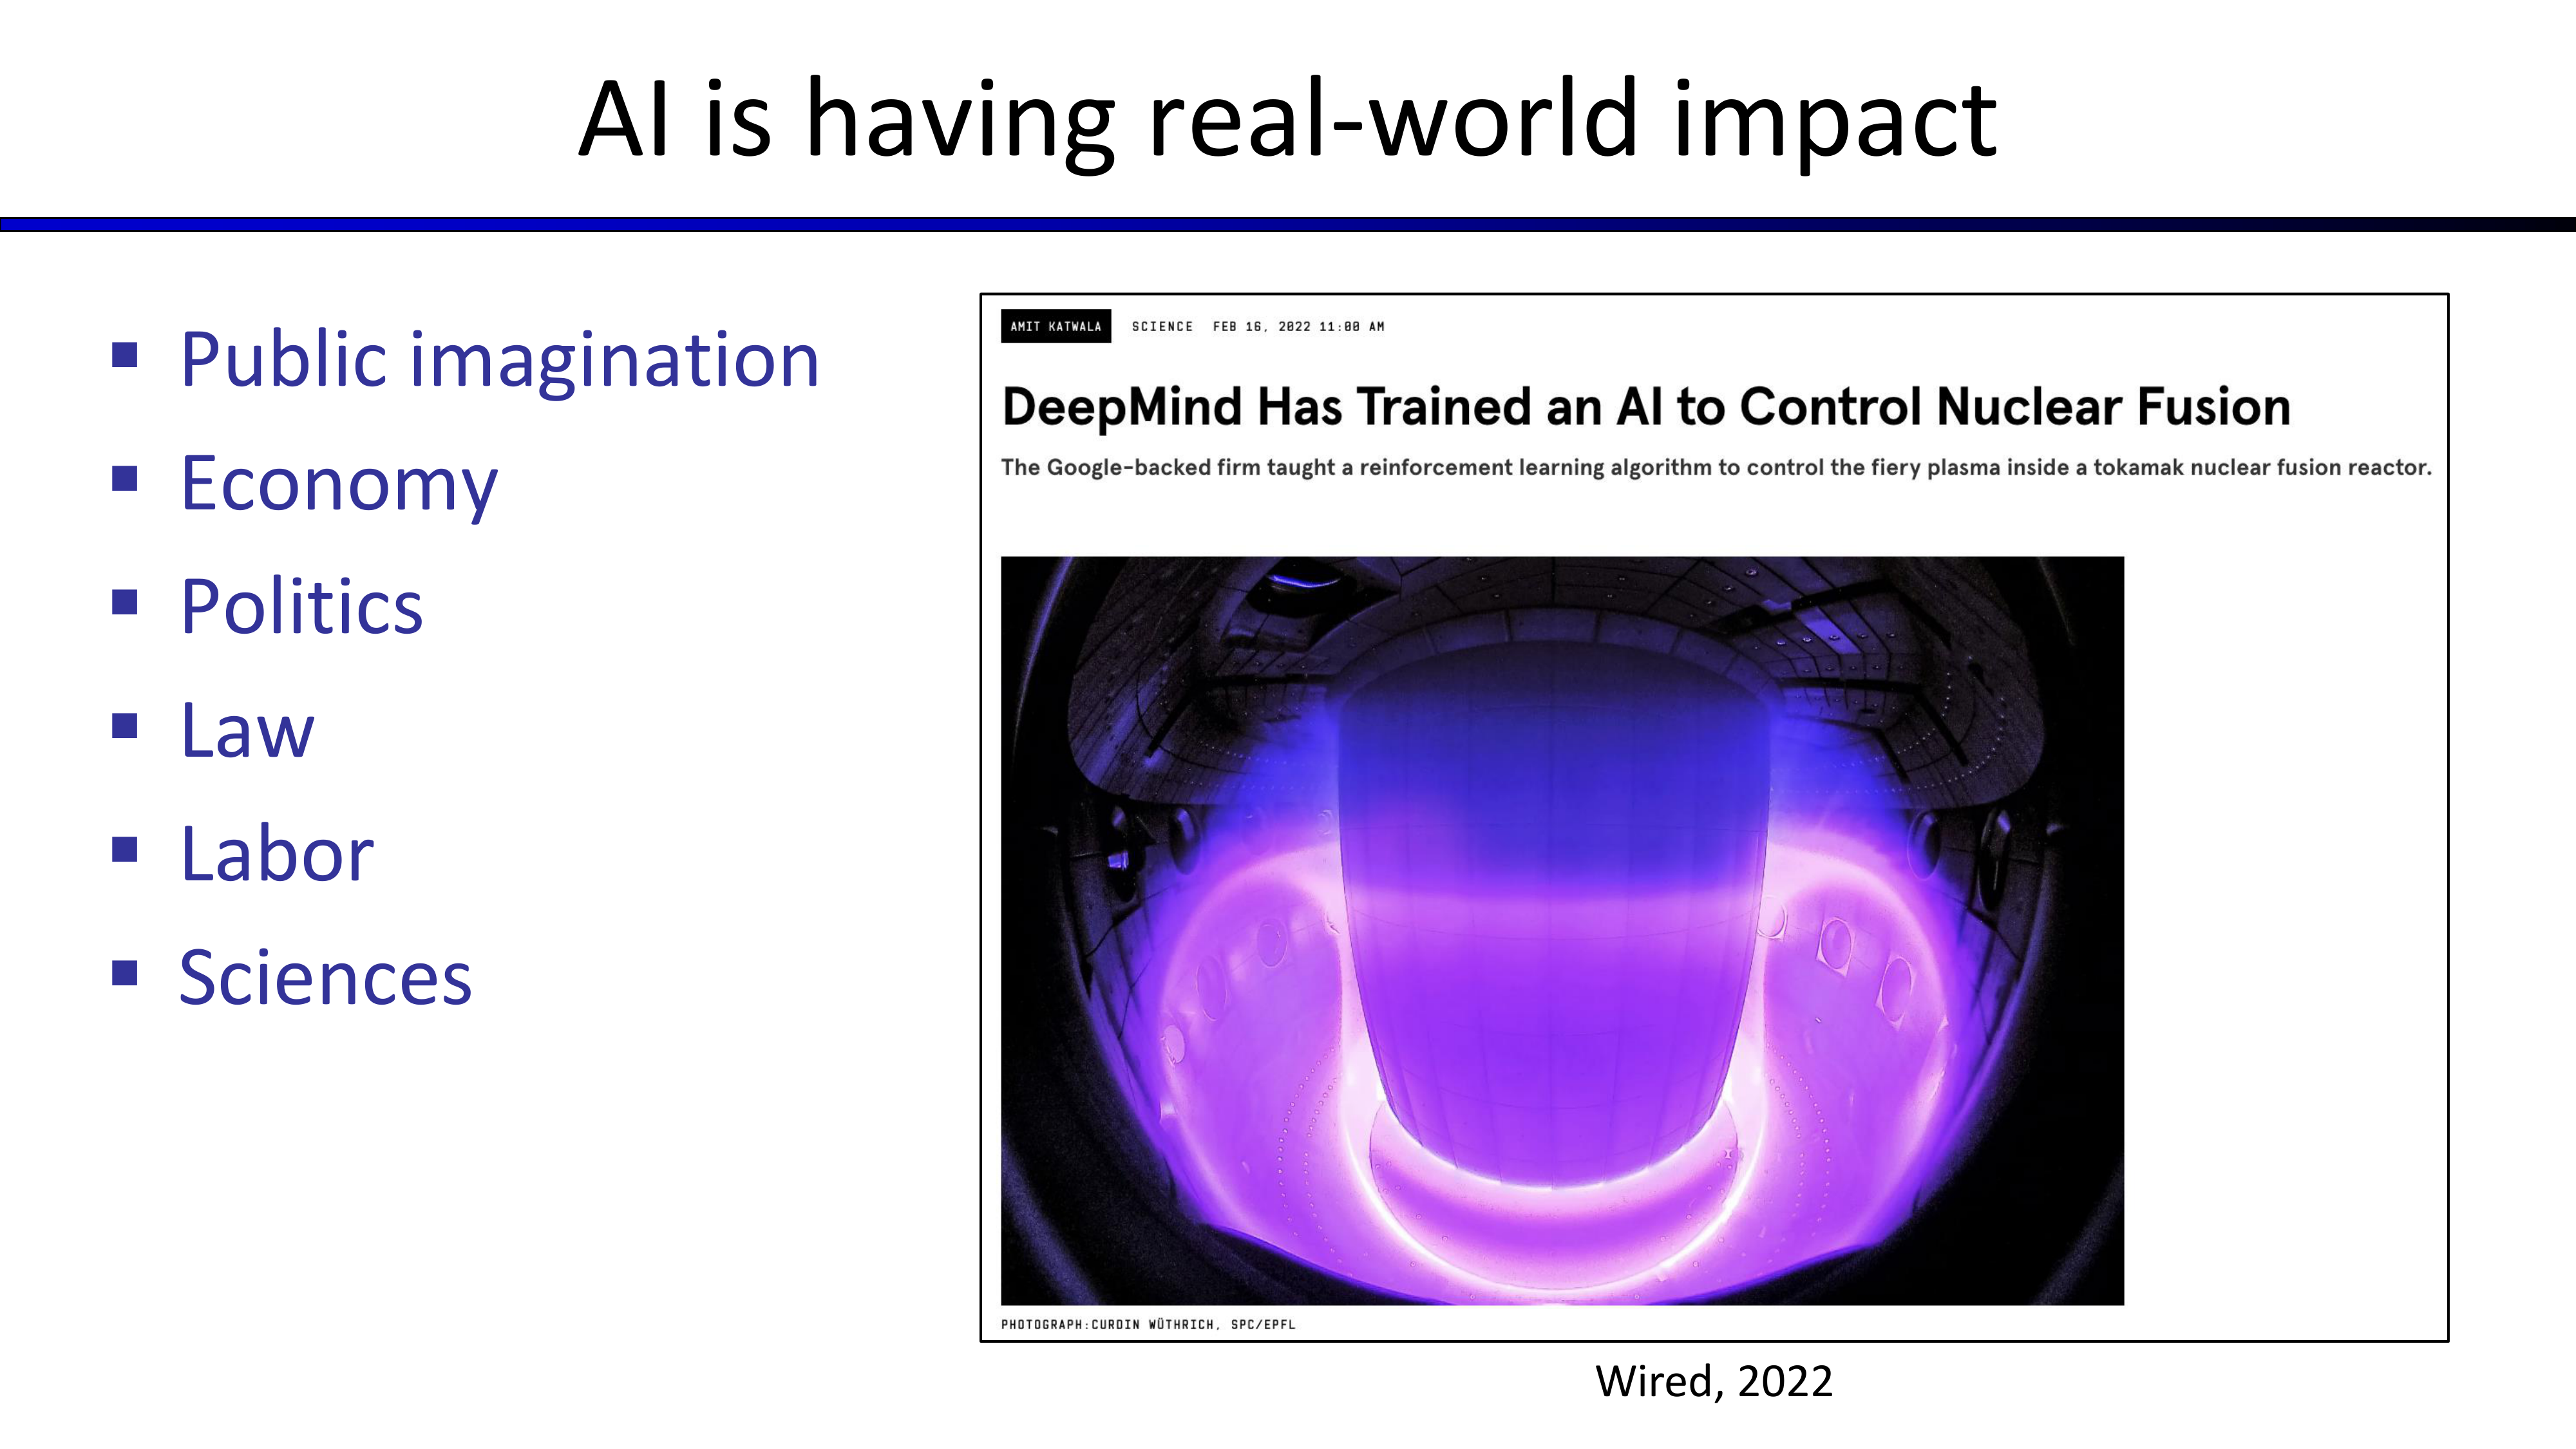 AI is having real-world impact
▪ Public imagination
▪ Economy
▪ Politics
▪ Law
▪ Labor
▪ Sciences
AMIT KATWALA SCIENCE FEB 16, 2022 11:00 AM
DeepMind Has Trained an AI to Control Nuclear Fusion
The Google-backed firm taught a reinforcement learning algorithm to control the fiery plasma inside a tokamak nuclear fusion reactor.
PHOTOGRAPH:CURDIN WÜTHRICH, SPC/EPFL
Wired, 2022